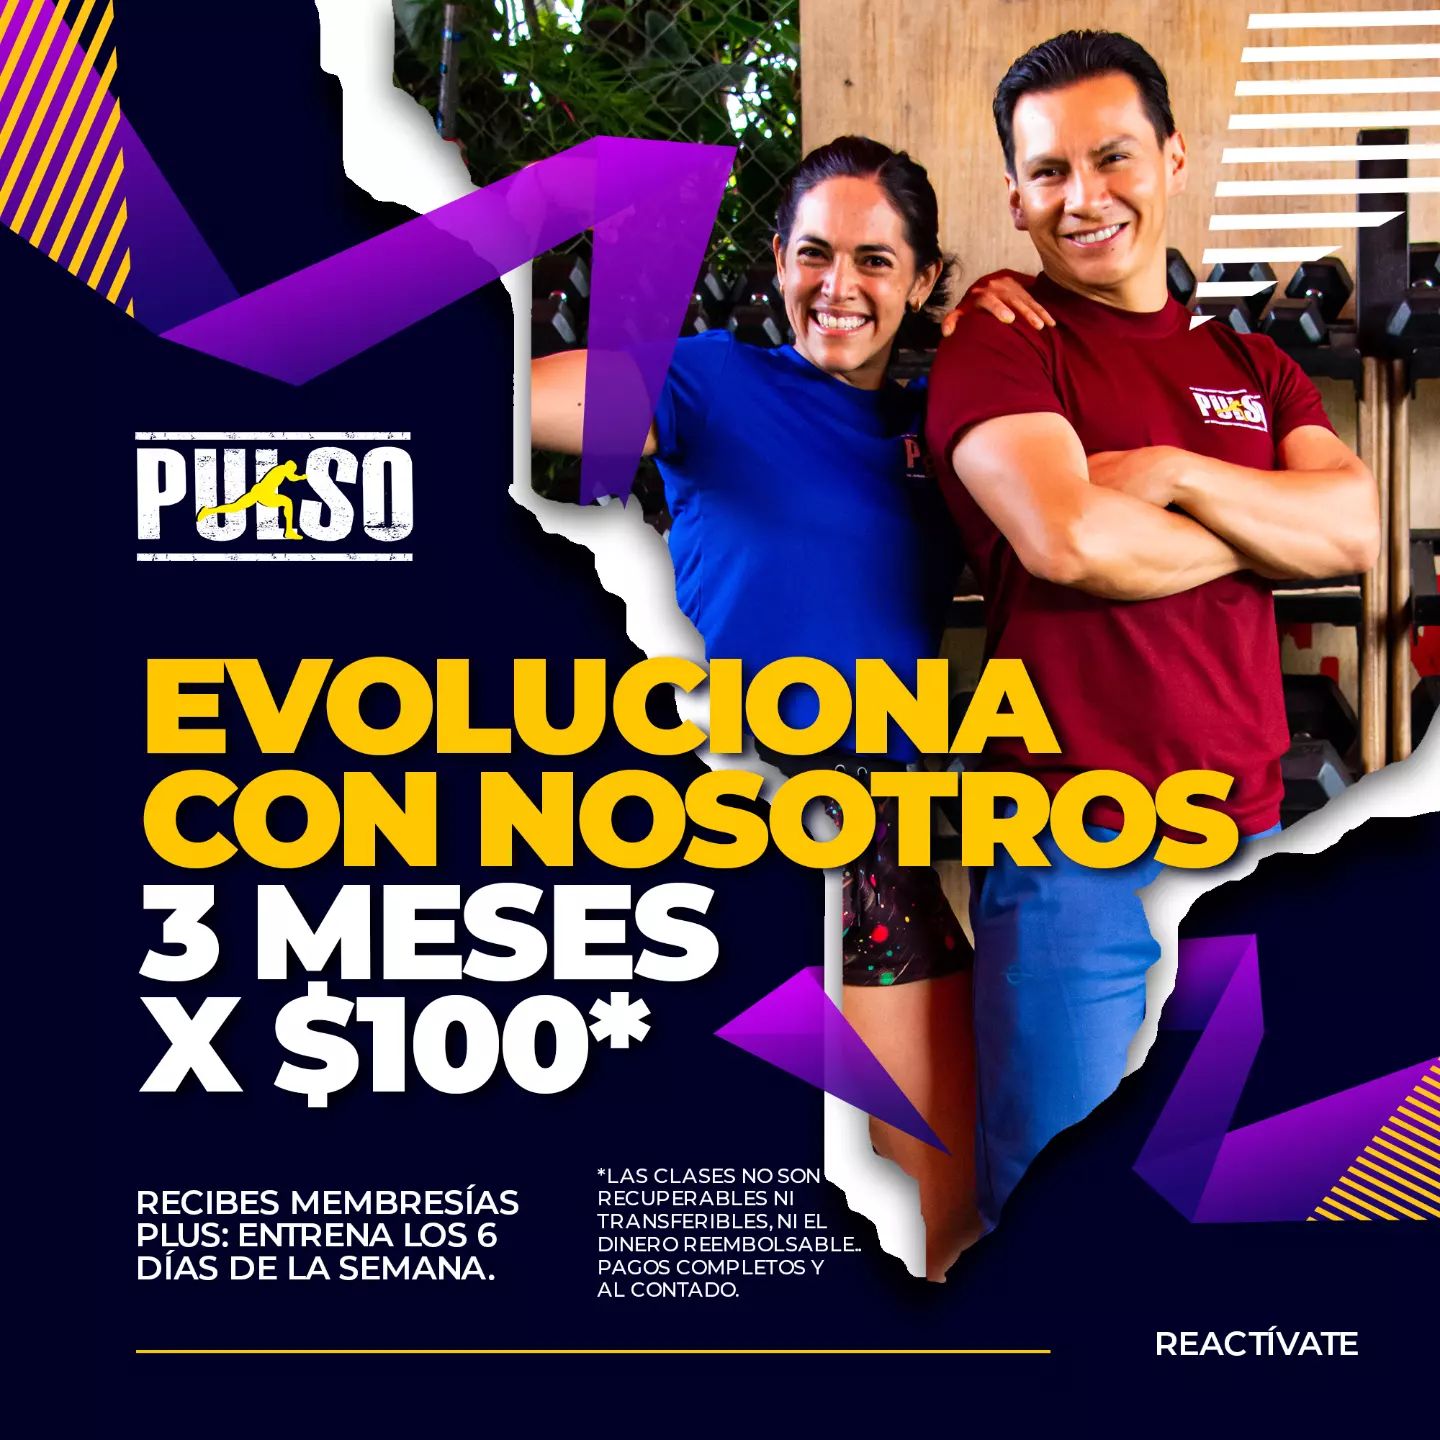 PULSO
PULSO
EVOLUCIONA
CON NOSOTROS
3 MESES
X $100*
RECIBES MEMBRESÍAS
PLUS: ENTRENA LOS 6
DÍAS DE LA SEMANA.
*LAS CLASES NO SON
RECUPERABLES NI
TRANSFERIBLES, NI EL
DINERO REEMBOLSABLE..
PAGOS COMPLETOS Y
AL CONTADO.
REACTÍVATE